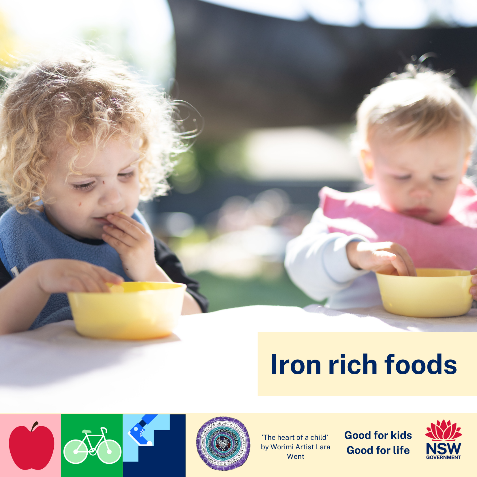 Iron rich foods
'The heart of a child'
by Worimi Artist Lara
Went
Good for kids
Good for life
NSW
GOVERNMENT